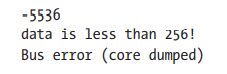 -5536
data is less than 256!
Bus error (core dumped)